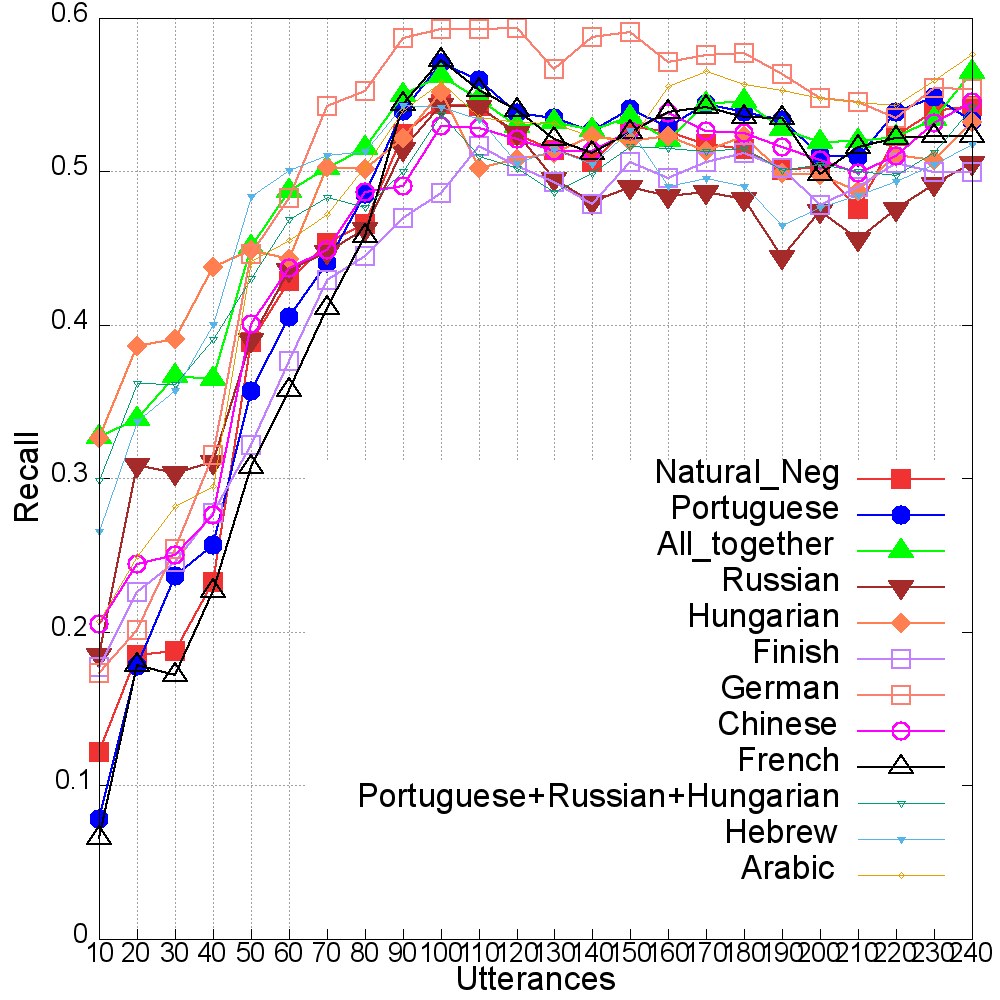 0.6
0.5
0.4
0.3
0.2
0.1
0
Recall
Natural_Neg
Portuguese
All_together
Russian
Hungarian
Finish
German
Chinese
French
Portuguese+Russian+Hungarian
Hebrew
Arabic
10 20 30 40 50 60 70 80 90 100 110 120 130 140 150 160 170 180 190 200 210 220 230 240
Utterances